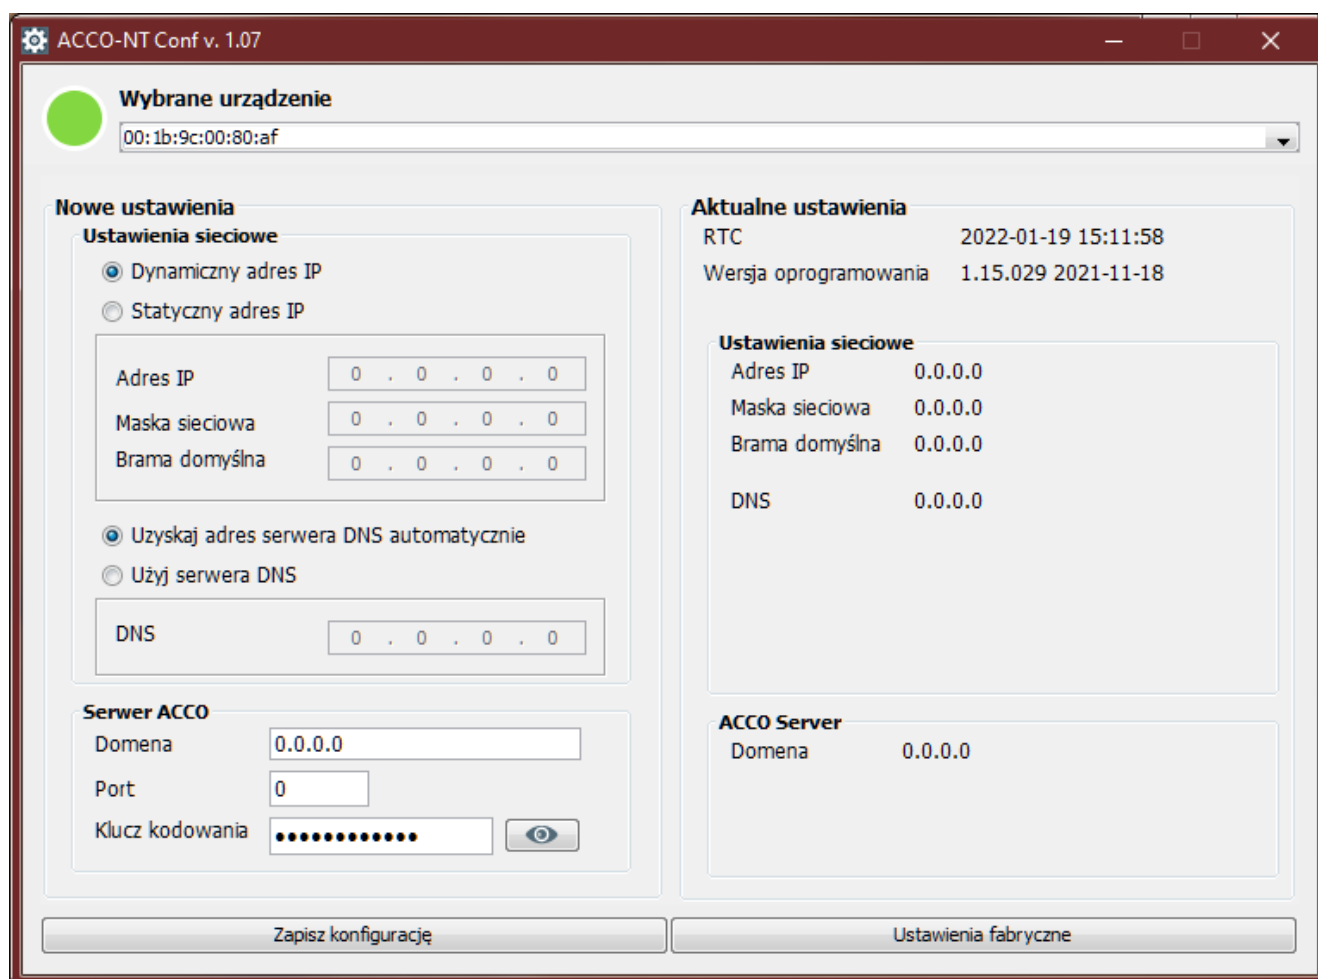 ACCO-NT Conf v. 1.07
Wybrane urządzenie
00:1b:9c:00:80:af
Nowe ustawienia
Ustawienia sieciowe
Dynamiczny adres IP
Statyczny adres IP
Adres IP 0 . 0 . 0 . 0
Maska sieciowa 0 . 0 . 0 . 0
Brama domyślna 0 . 0 . 0 . 0
Uzyskaj adres serwera DNS automatycznie
Użyj serwera DNS
DNS 0 . 0 . 0 . 0
Serwer ACCO
Domena 0.0.0.0
Port 0
Klucz kodowania ●●●●●●●●●●●●
Aktualne ustawienia
RTC 2022-01-19 15:11:58
Wersja oprogramowania 1.15.029 2021-11-18
Ustawienia sieciowe
Adres IP 0.0.0.0
Maska sieciowa 0.0.0.0
Brama domyślna 0.0.0.0
DNS 0.0.0.0
ACCO Server
Domena 0.0.0.0
Zapisz konfigurację
Ustawienia fabryczne